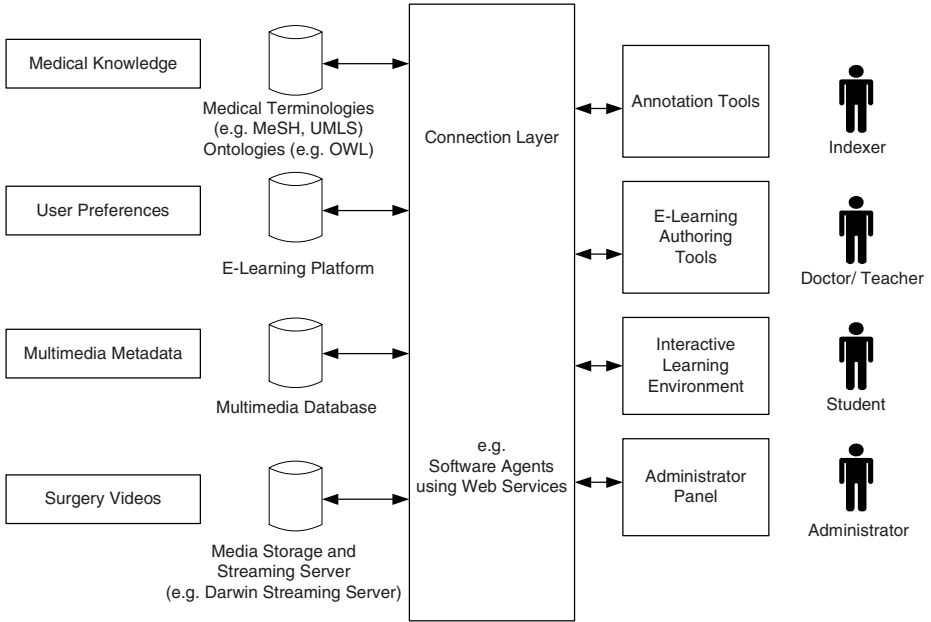 Medical Knowledge
Medical Terminologies
(e.g. MeSH, UMLS)
Ontologies (e.g. OWL)
User Preferences
E-Learning Platform
Multimedia Metadata
Multimedia Database
Surgery Videos
Media Storage and
Streaming Server
(e.g. Darwin Streaming Server)
Connection Layer
e.g.
Software Agents
using Web Services
Annotation Tools
Indexer
E-Learning
Authoring
Tools
Doctor/ Teacher
Interactive
Learning
Environment
Student
Administrator
Panel
Administrator